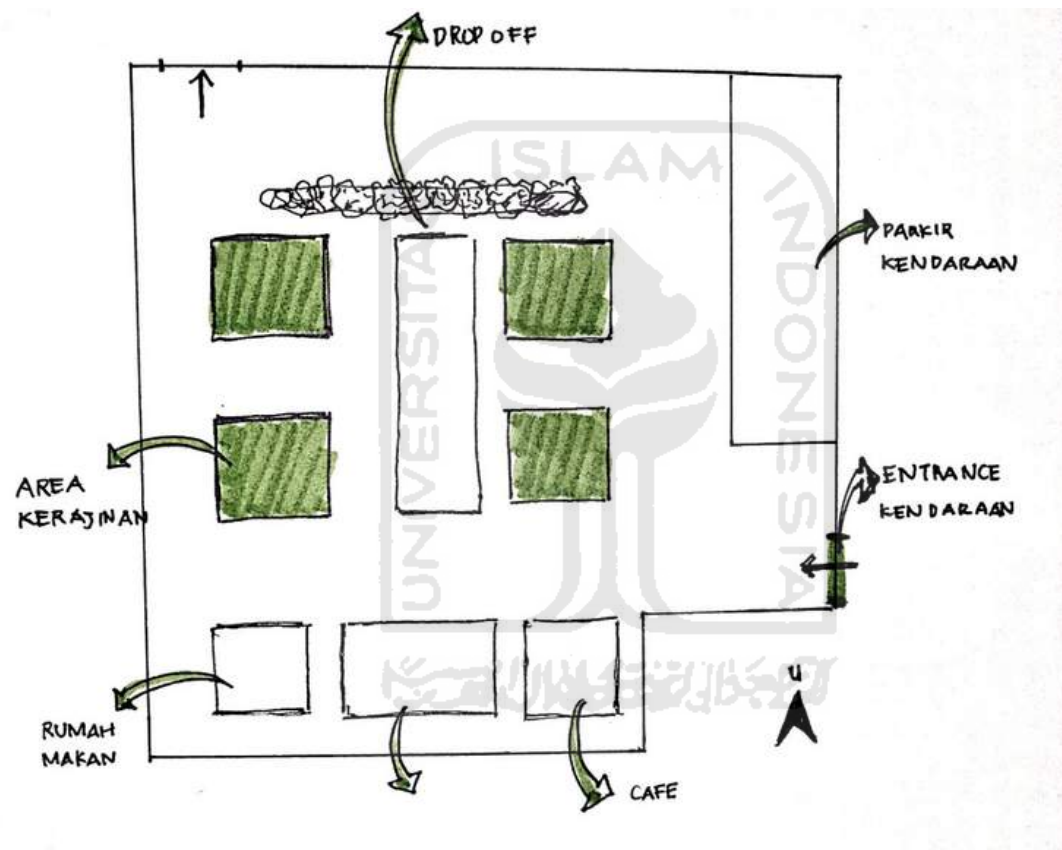 DROP OFF
PARKIR
KENDARAAN
ENTRANCE
KENDARAAN
AREA
KERAJINAN
RUMAH
MAKAN
CAFE
U
UNIVERSITAS
ISLAM
INDONESIA